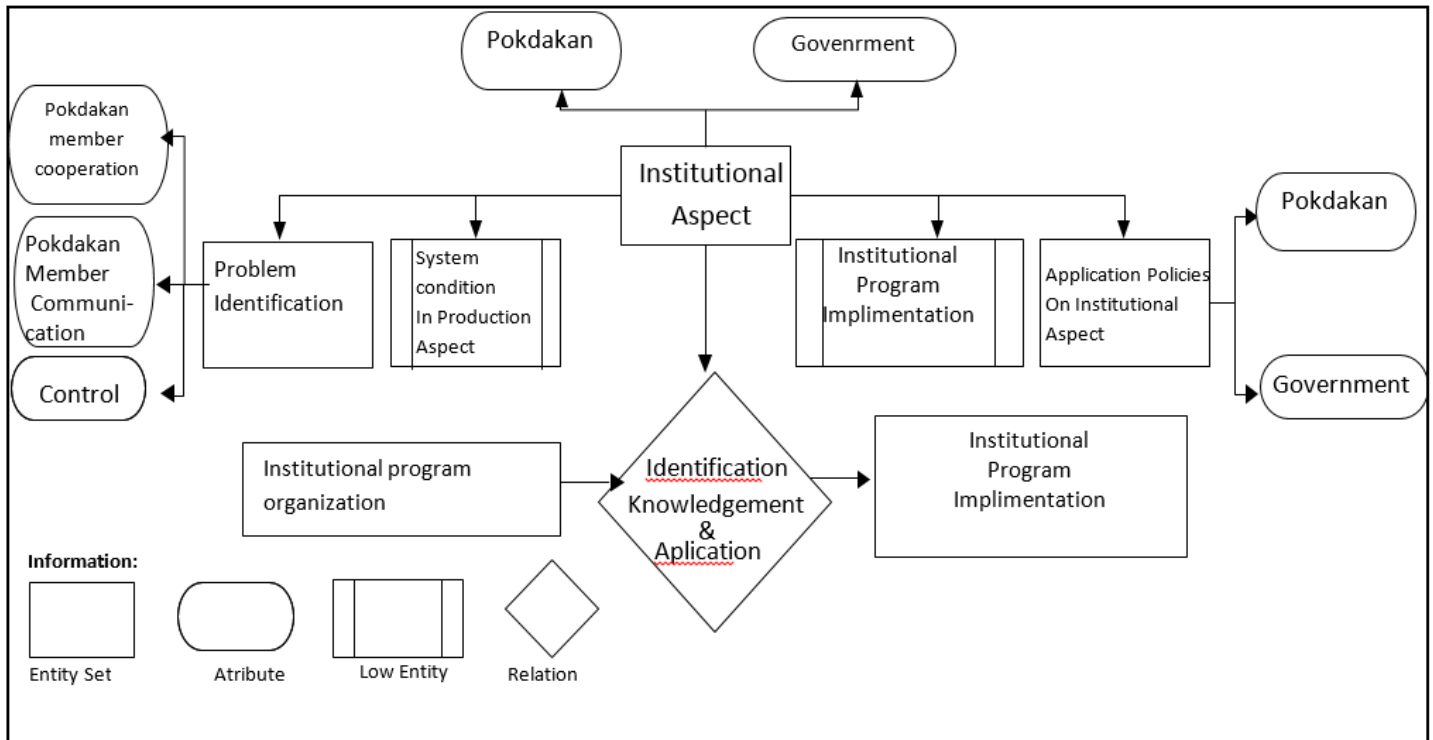 Pokdakan
Govenrment
Pokdakan
member
cooperation
Institutional
Aspect
Pokdakan
Pokdakan
Member
Communi-
cation
Problem
Identification
System
condition
In Production
Aspect
Institutional
Program
Implimentation
Application Policies
On Institutional
Aspect
Control
Government
Institutional program
organization
Identification
Knowledgement
&
Aplication
Institutional
Program
Implimentation
Information:
Entity Set
Atribute
Low Entity
Relation